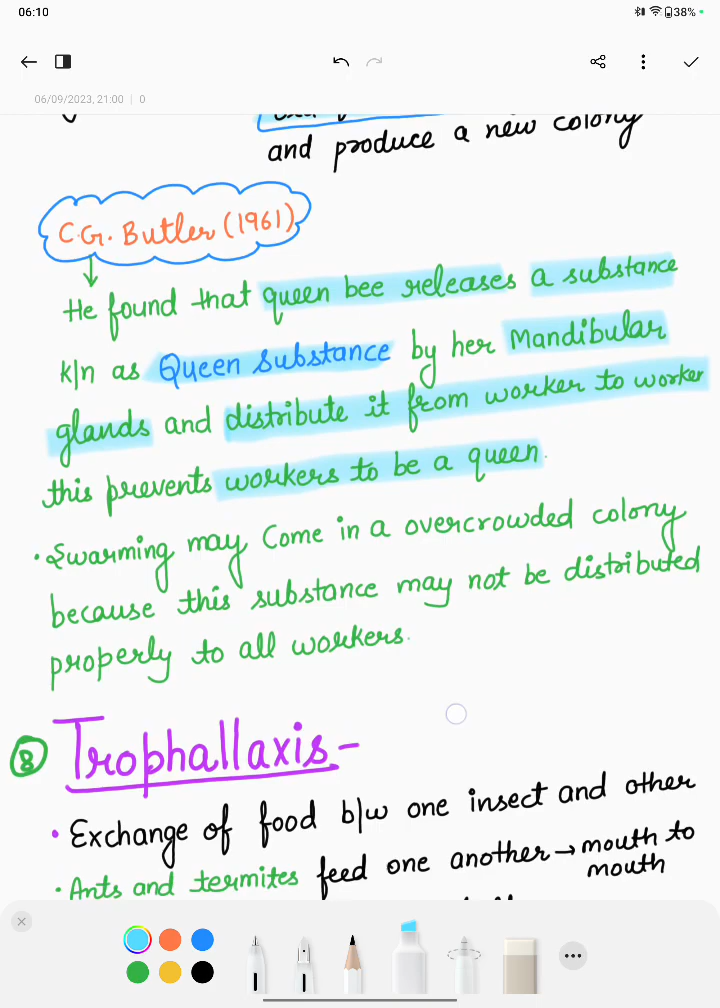 06:10
38%
06/09/2023, 21:00 | 0
and produce a new colony
C.G. Butler (1961)
He found that queen bee releases a substance
k/n as Queen Substance by her Mandibular
glands and distribute it from worker to worker
this prevents workers to be a queen.
• Swarming may Come in a overcrowded colony
because this substance may not be distributed
properly to all workers.
8 Trophallaxis -
• Exchange of food b/w one insect and other
• Ants and termites feed one another → mouth to
mouth